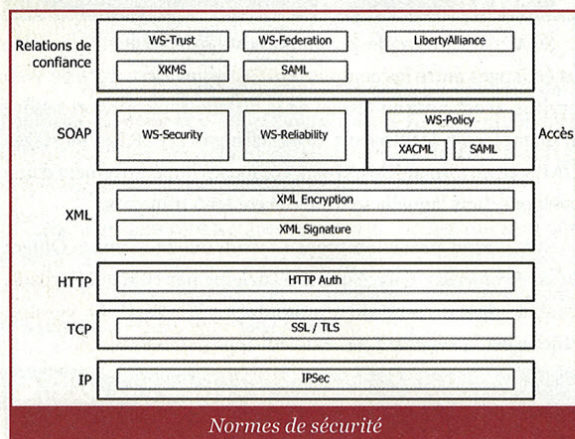 Relations de confiance
WS-Trust WS-Federation LibertyAlliance
XKMS SAML
SOAP WS-Security WS-Reliability WS-Policy Accès
XACML SAML
XML XML Encryption
XML Signature
HTTP HTTP Auth
TCP SSL / TLS
IP IPSec
Normes de sécurité